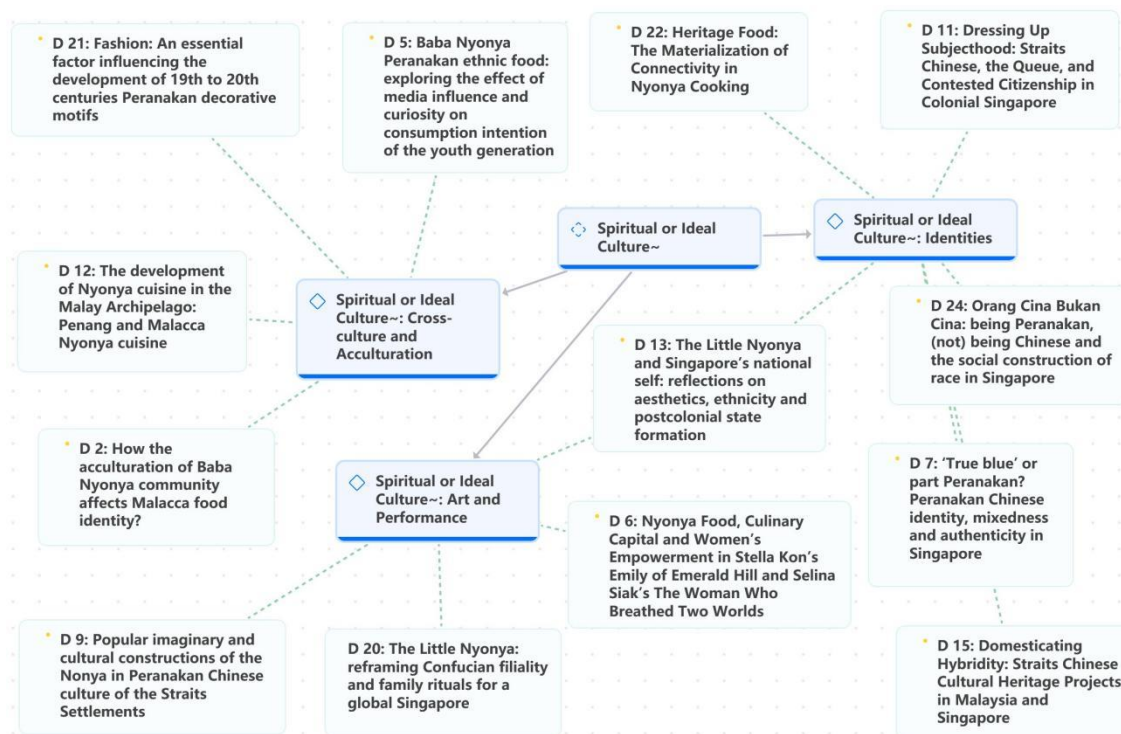 D 21: Fashion: An essential
factor influencing the
development of 19th to 20th
centuries Peranakan decorative
motifs
D 5: Baba Nyonya
Peranakan ethnic food:
exploring the effect of
media influence and
curiosity on
consumption intention
of the youth generation
D 22: Heritage Food:
The Materialization of
Connectivity in
Nyonya Cooking
D 11: Dressing Up
Subjecthood: Straits
Chinese, the Queue, and
Contested Citizenship in
Colonial Singapore
Spiritual or Ideal
Culture~
Spiritual or Ideal
Culture~: Identities
D 12: The development
of Nyonya cuisine in the
Malay Archipelago:
Penang and Malacca
Nyonya cuisine
Spiritual or Ideal
Culture~: Cross-
culture and
Acculturation
D 13: The Little Nyonya
and Singapore's national
self: reflections on
aesthetics, ethnicity and
postcolonial state
formation
D 24: Orang Cina Bukan
Cina: being Peranakan,
(not) being Chinese and
the social construction of
race in Singapore
D 2: How the
acculturation of Baba
Nyonya community
affects Malacca food
identity?
Spiritual or Ideal
Culture~: Art and
Performance
D 7: ‘True blue’ or
part Peranakan?
Peranakan Chinese
identity, mixedness
and authenticity in
Singapore
D 6: Nyonya Food, Culinary
Capital and Women's
Empowerment in Stella Kon's
Emily of Emerald Hill and Selina
Siak's The Woman Who
Breathed Two Worlds
D 9: Popular imaginary and
cultural constructions of the
Nonya in Peranakan Chinese
culture of the Straits
Settlements
D 20: The Little Nyonya:
reframing Confucian filiality
and family rituals for a
global Singapore
D 15: Domesticating
Hybridity: Straits Chinese
Cultural Heritage Projects
in Malaysia and
Singapore